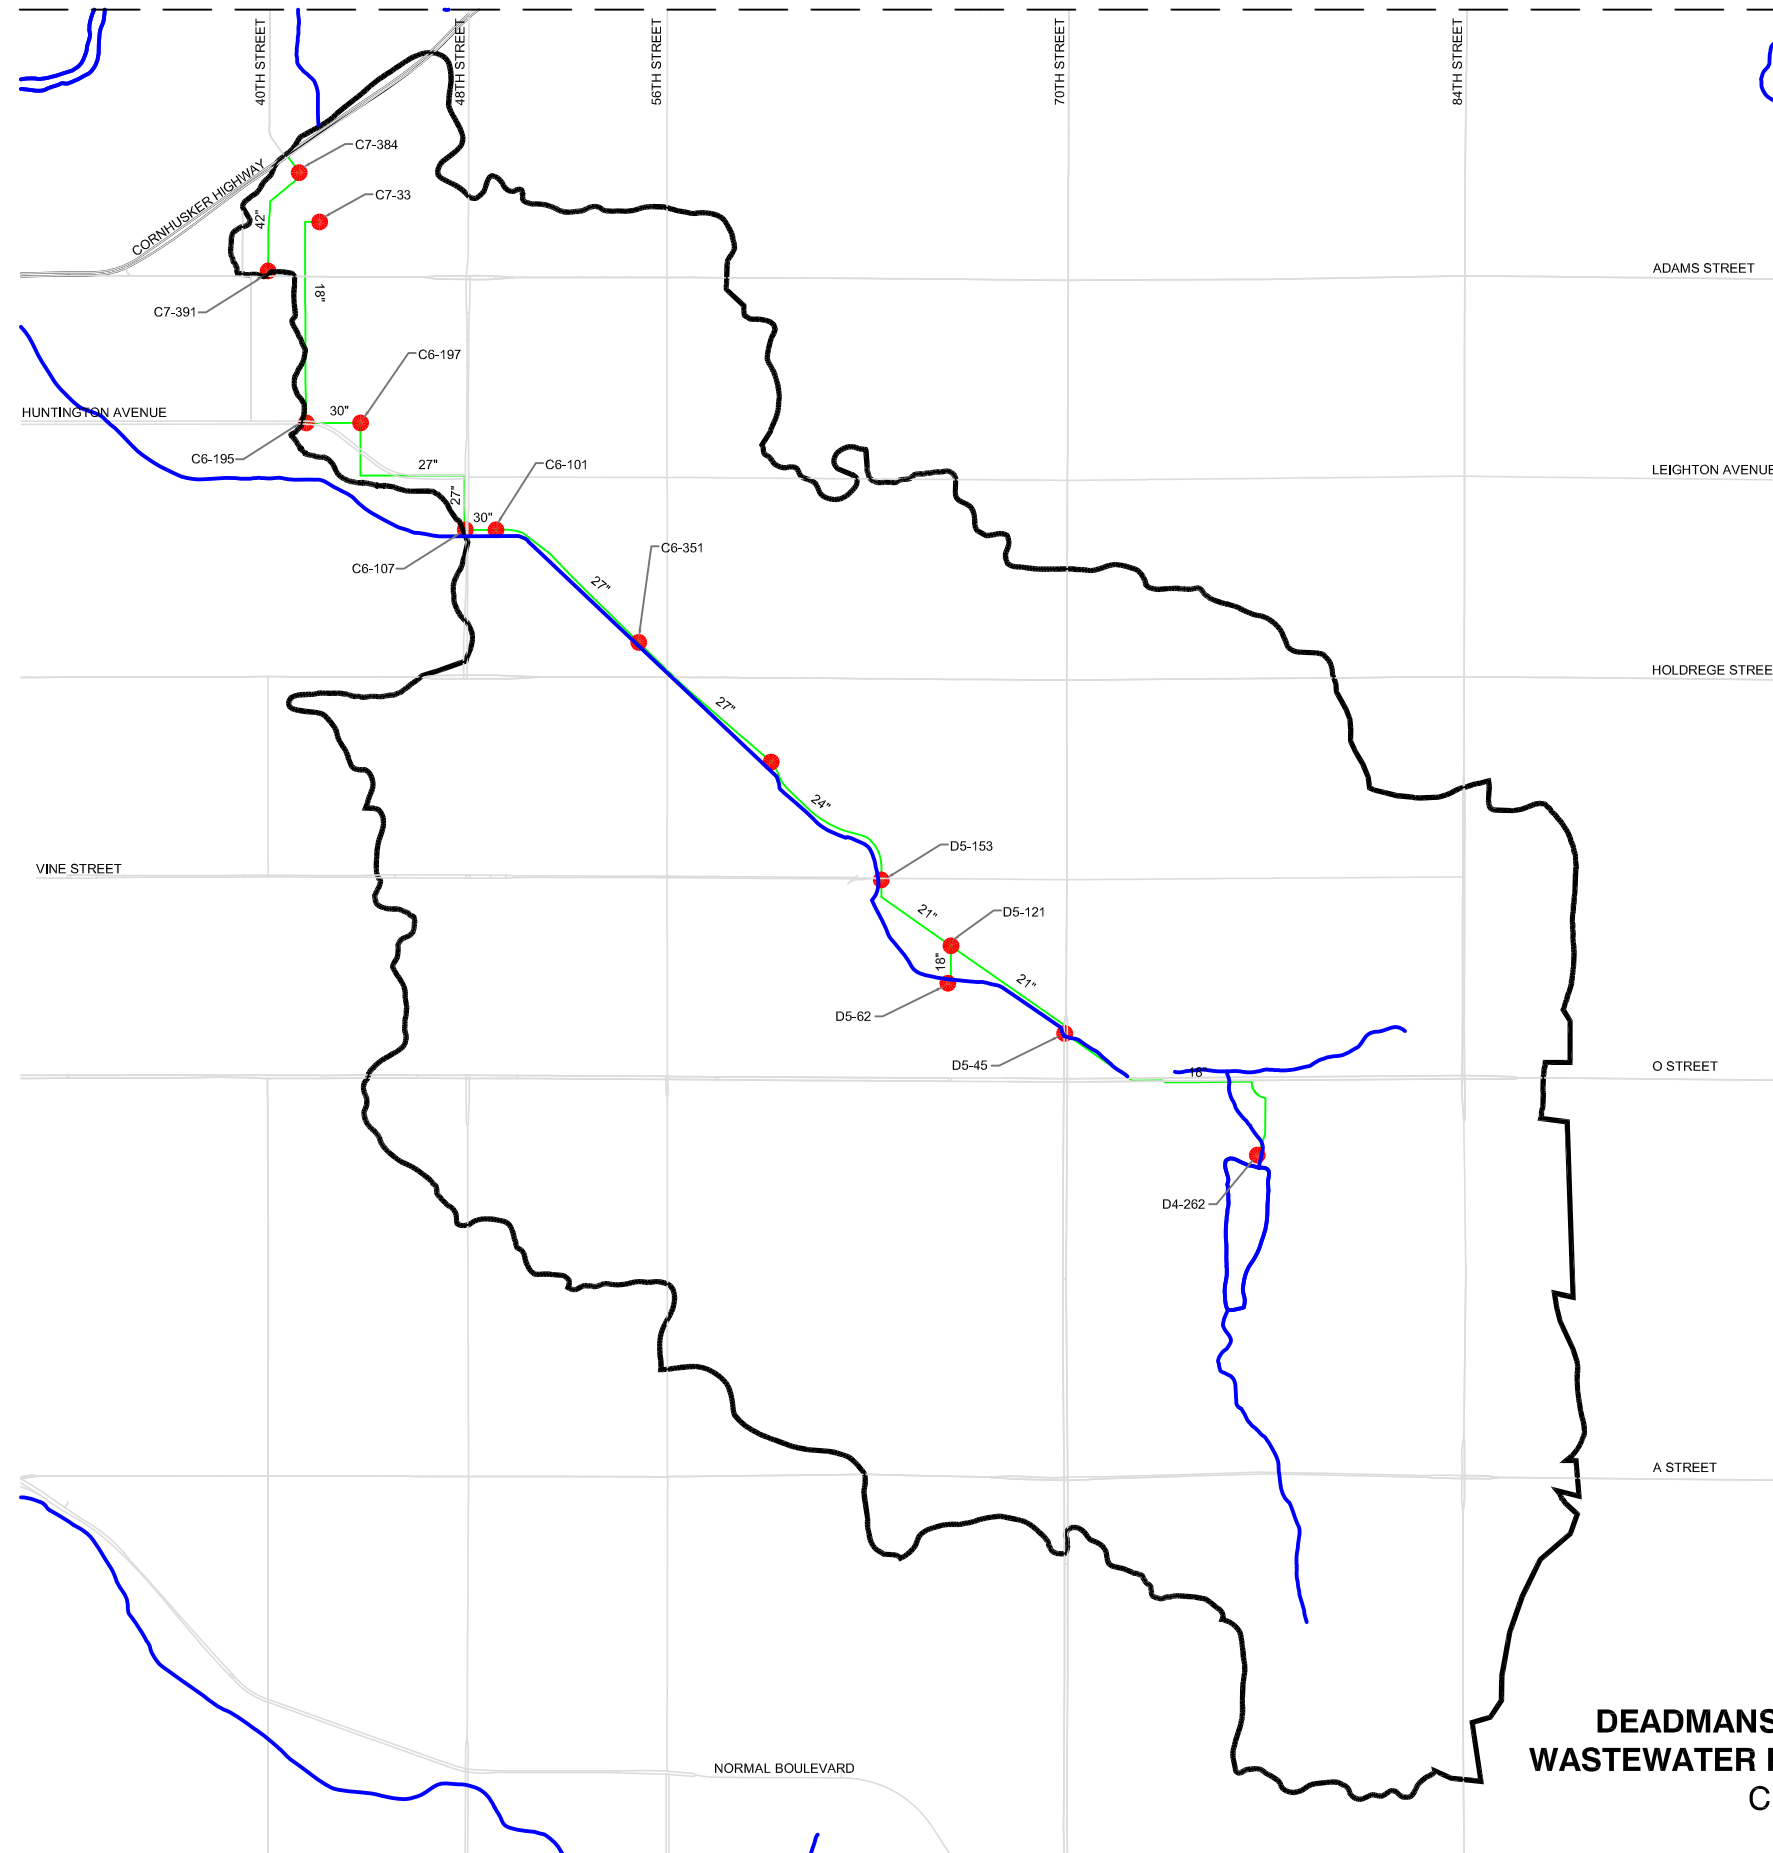 40TH STREET
48TH STREET
56TH STREET
70TH STREET
84TH STREET
C7-384
CORNHUSKER HIGHWAY
C7-33
42"
ADAMS STREET
18"
C7-391
C6-197
HUNTINGTON AVENUE
30"
C6-195
27"
C6-101
LEIGHTON AVENUE
27"
30"
C6-107
C6-351
27"
HOLDREGE STREE
27"
24"
D5-153
VINE STREET
21"
D5-121
18"
21"
D5-62
D5-45
18"
O STREET
D4-262
A STREET
DEADMANS
WASTEWATER
C
NORMAL BOULEVARD